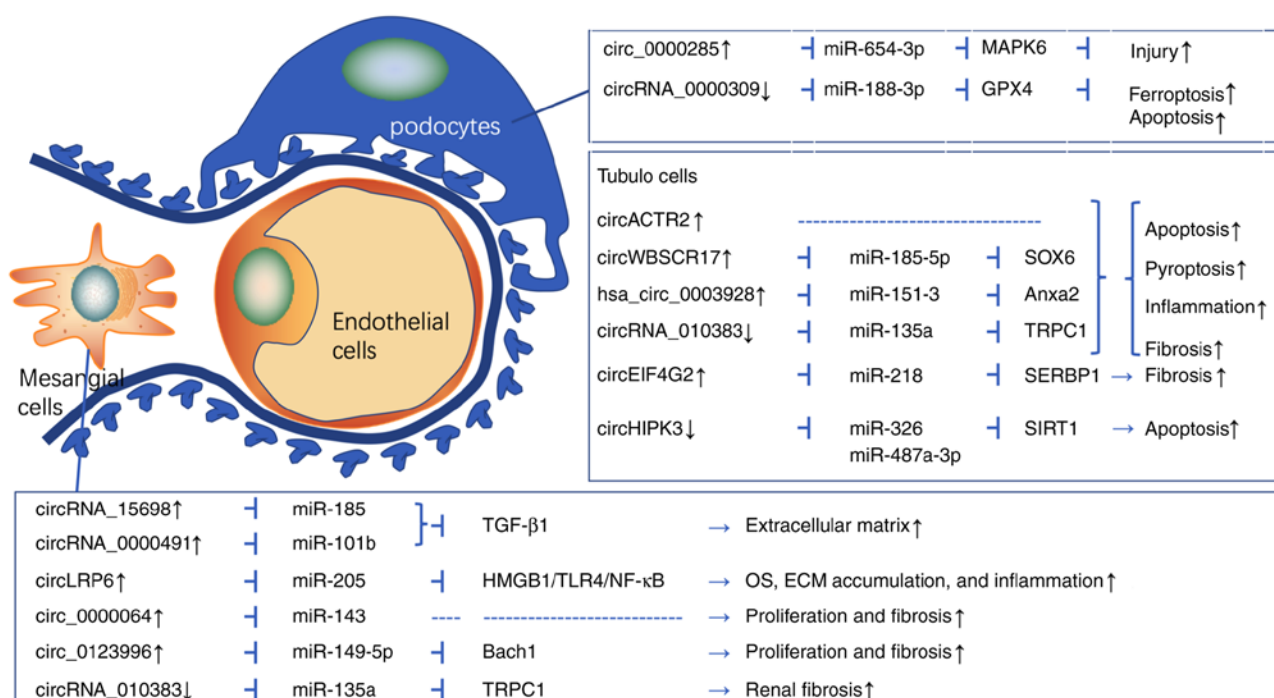 podocytes
Endothelial
cells
Mesangial
cells
circ_0000285↑ ⊣ miR-654-3p ⊣ MAPK6 ⊣ Injury↑
circRNA_0000309↓ ⊣ miR-188-3p ⊣ GPX4 ⊣ Ferroptosis↑
Apoptosis↑
Tubulo cells
circACTR2↑ --------------------------------
Apoptosis↑
circWBSCR17↑ ⊣ miR-185-5p ⊣ SOX6
Pyroptosis↑
hsa_circ_0003928↑ ⊣ miR-151-3 ⊣ Anxa2
Inflammation↑
circRNA_010383↓ ⊣ miR-135a ⊣ TRPC1
Fibrosis↑
circEIF4G2↑ ⊣ miR-218 ⊣ SERBP1 → Fibrosis↑
circHIPK3↓ ⊣ miR-326 ⊣ SIRT1 → Apoptosis↑
miR-487a-3p
circRNA_15698↑ ⊣ miR-185
TGF-β1 → Extracellular matrix↑
circRNA_0000491↑ ⊣ miR-101b
circLRP6↑ ⊣ miR-205 ⊣ HMGB1/TLR4/NF-κB → OS, ECM accumulation, and inflammation↑
circ_0000064↑ ⊣ miR-143 ---- ---------------------- → Proliferation and fibrosis↑
circ_0123996↑ ⊣ miR-149-5p ⊣ Bach1 → Proliferation and fibrosis↑
circRNA_010383↓ ⊣ miR-135a ⊣ TRPC1 → Renal fibrosis↑